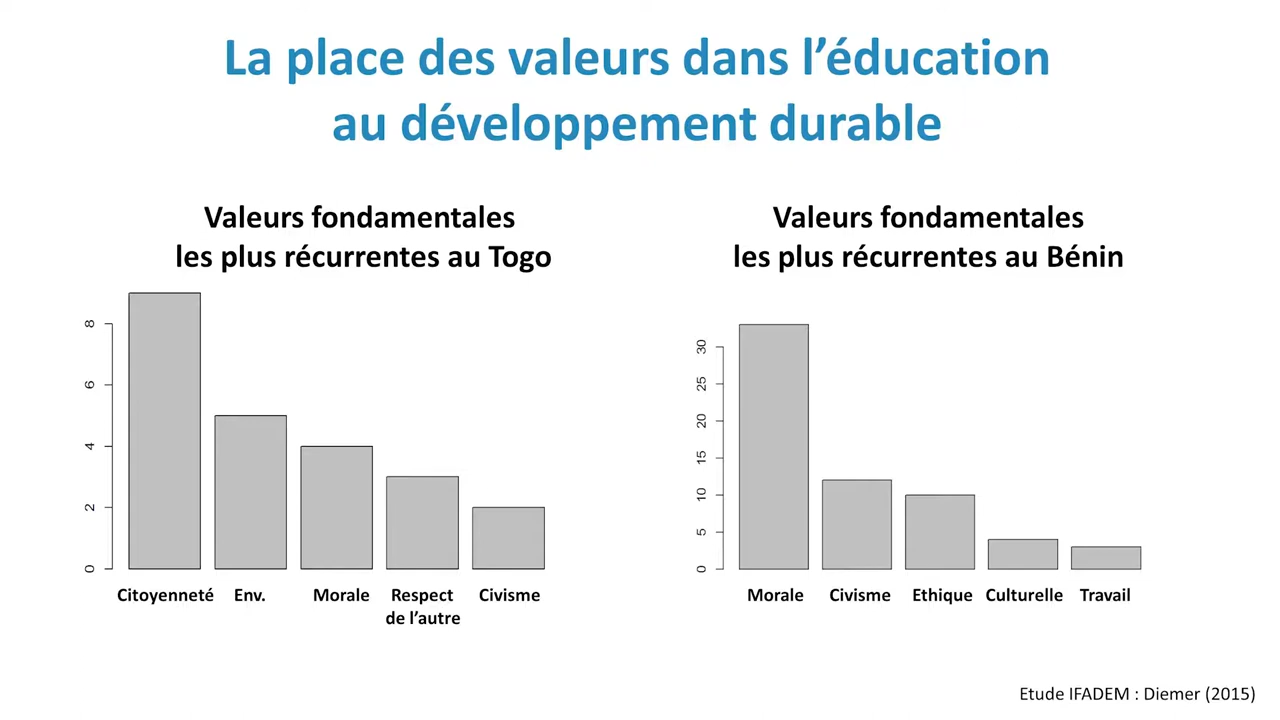 La place des valeurs dans l’éducation
au développement durable
Valeurs fondamentales
les plus récurrentes au Togo
8
6
4
2
0
Citoyenneté Env. Morale Respect Civisme
de l’autre
Valeurs fondamentales
les plus récurrentes au Bénin
30
25
20
15
10
5
0
Morale Civisme Ethique Culturelle Travail
Etude IFADEM : Diemer (2015)